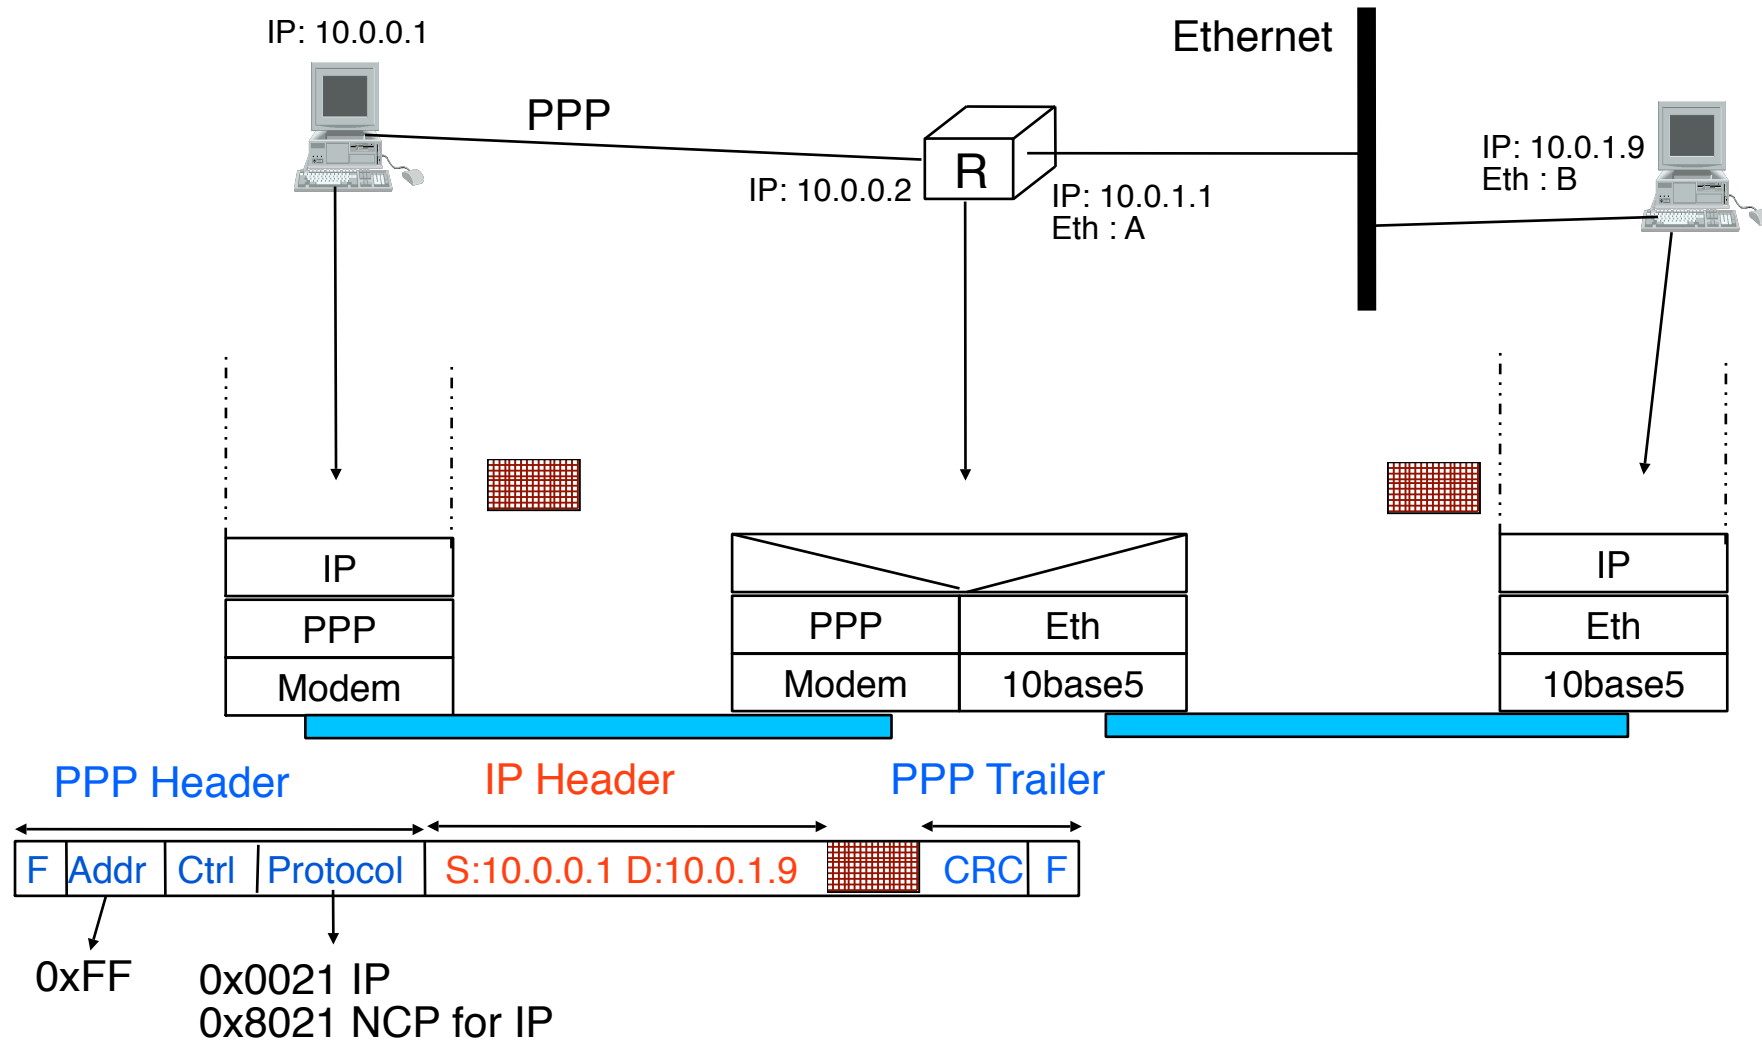 IP: 10.0.0.1
Ethernet
PPP
R
IP: 10.0.0.2
IP: 10.0.1.1
Eth : A
IP: 10.0.1.9
Eth : B
IP
PPP
Modem
PPP
Eth
Modem
10base5
IP
Eth
10base5
PPP Header
IP Header
PPP Trailer
F Addr Ctrl Protocol S:10.0.0.1 D:10.0.1.9 CRC F
0xFF
0x0021 IP
0x8021 NCP for IP